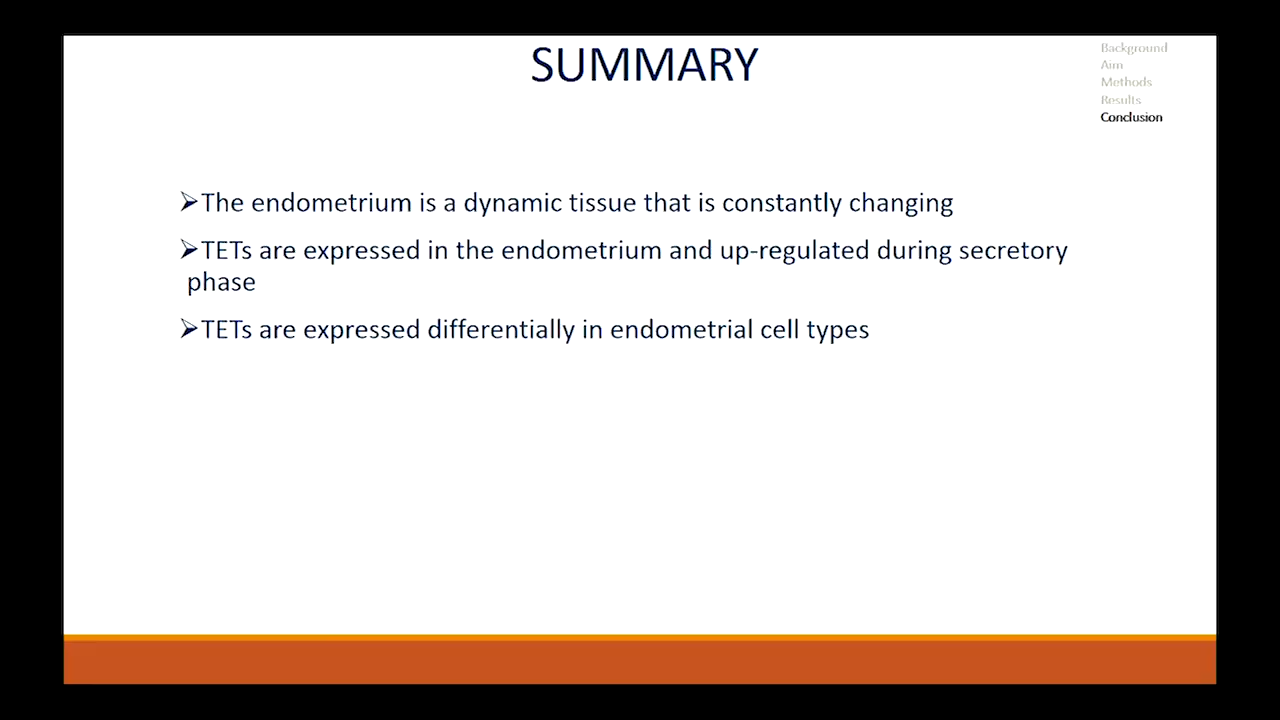 SUMMARY
Background
Aim
Methods
Results
Conclusion
➢The endometrium is a dynamic tissue that is constantly changing
➢TETs are expressed in the endometrium and up-regulated during secretory
phase
➢TETs are expressed differentially in endometrial cell types